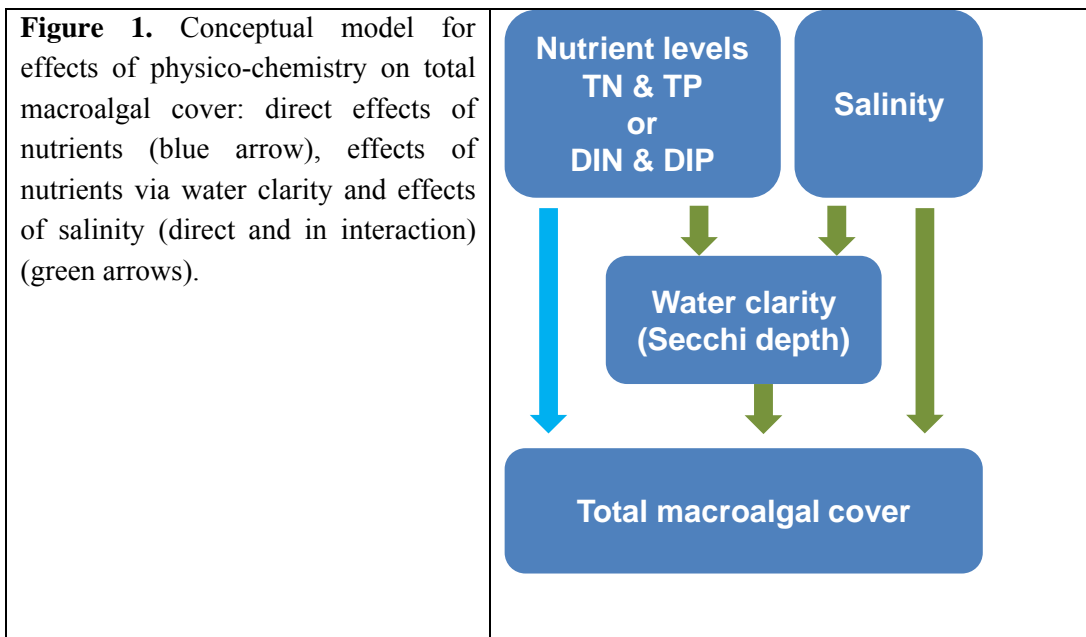 Figure 1. Conceptual model for
effects of physico-chemistry on total
macroalgal cover: direct effects of
nutrients (blue arrow), effects of
nutrients via water clarity and effects
of salinity (direct and in interaction)
(green arrows).
Nutrient levels
TN & TP
or
DIN & DIP
Salinity
Water clarity
(Secchi depth)
Total macroalgal cover